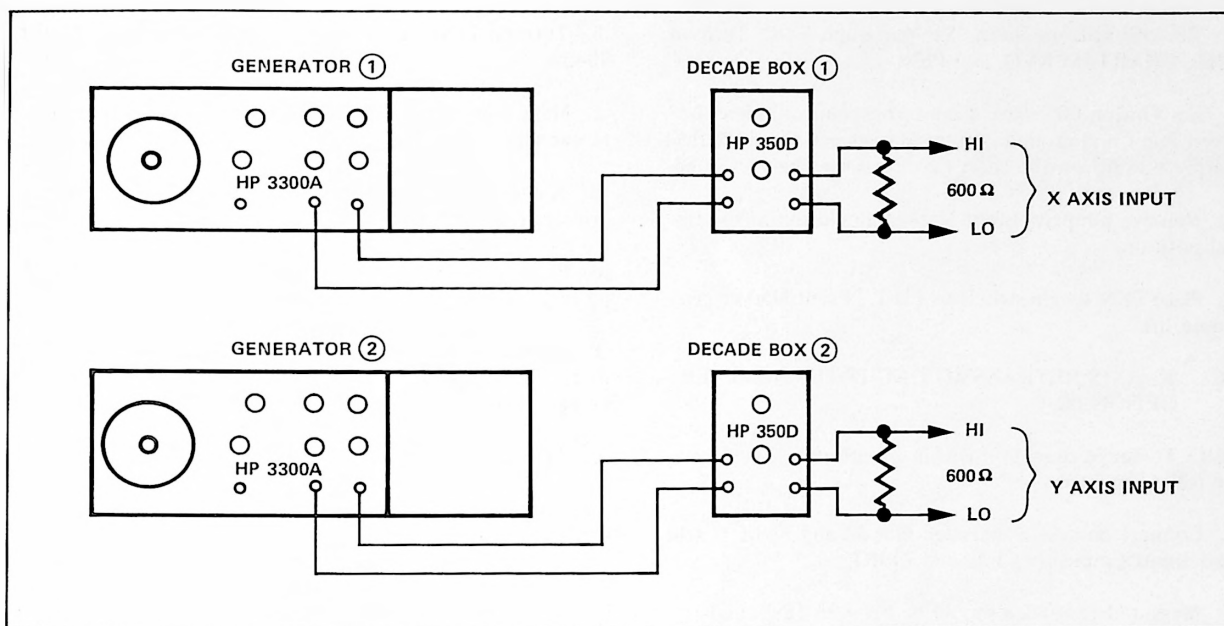 GENERATOR ①
DECADE BOX ①
HP 3300A
HP 350D
HI
600 Ω
LO
X AXIS INPUT
GENERATOR ②
DECADE BOX ②
HP 3300A
HP 350D
HI
600 Ω
LO
Y AXIS INPUT